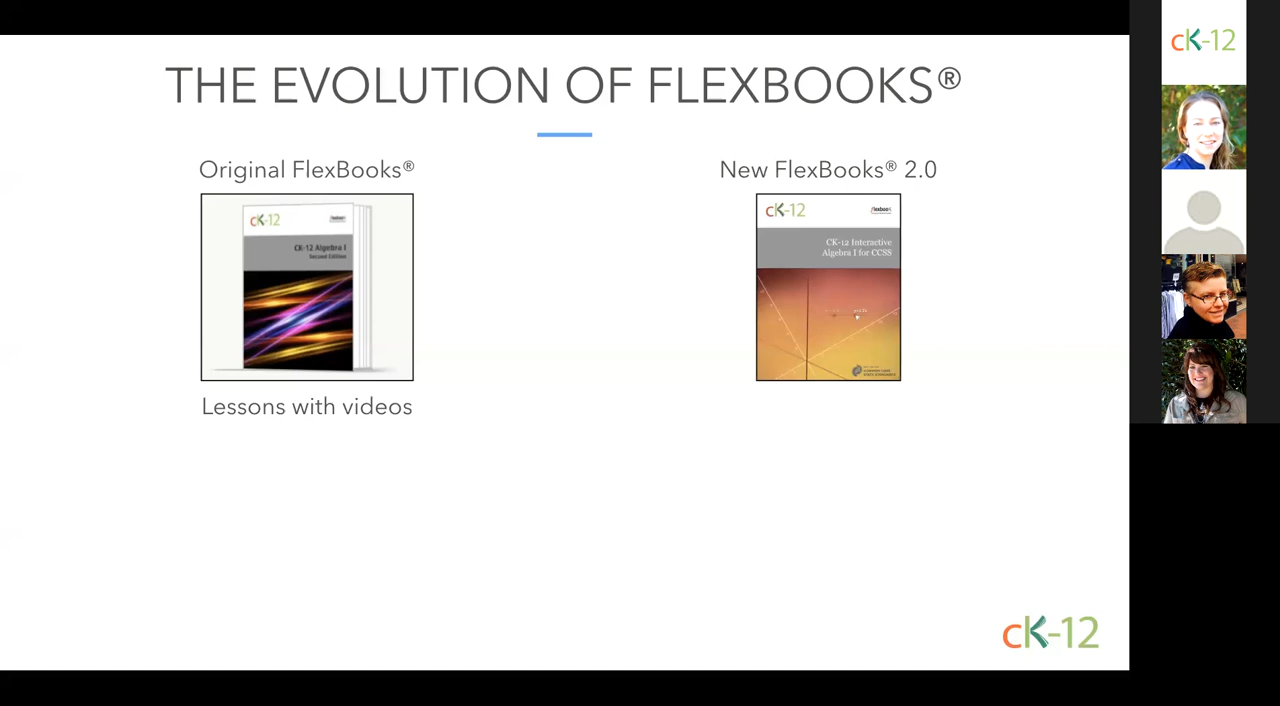 THE EVOLUTION OF FLEXBOOKS®
Original FlexBooks®
New FlexBooks® 2.0
cK-12
flexbook
CK-12 Algebra I
Second Edition
cK-12
flexbook
CK-12 Interactive
Algebra I for CCSS
Lessons with videos
cK-12
cK-12